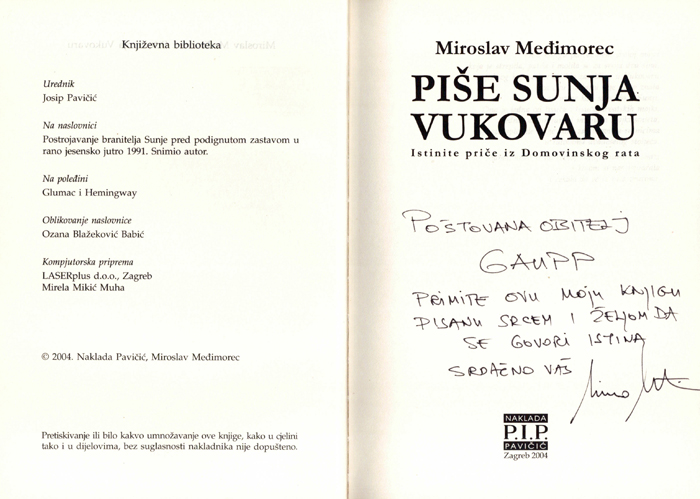 Književna biblioteka
Urednik
Josip Pavičić
Na naslovnici
Postrojavanje branitelja Sunje pred podignutom zastavom u
rano jesensko jutro 1991. Snimio autor.
Na poleđini
Glumac i Hemingway
Oblikovanje naslovnice
Ozana Blažeković Babić
Kompjutorska priprema
LASERplus d.o.o., Zagreb
Mirela Mikić Muha
© 2004. Naklada Pavičić, Miroslav Međimorec
Pretiskivanje ili bilo kakvo umnožavanje ove knjige, kako u cjelini
tako i u dijelovima, bez suglasnosti nakladnika nije dopušteno.
Miroslav Međimorec
PIŠE SUNJA
VUKOVARU
Istinite priče iz Domovinskog rata
POŠTOVANA OBITELJ
GAUPP
PRIMITE OVU MOJU KNJIGU
PISANU SRCEM I ŽELJOM DA
SE GOVORI ISTINA
SRDAČNO VAŠ
NAKLADA
P.I.P.
PAVIČIĆ
Zagreb 2004